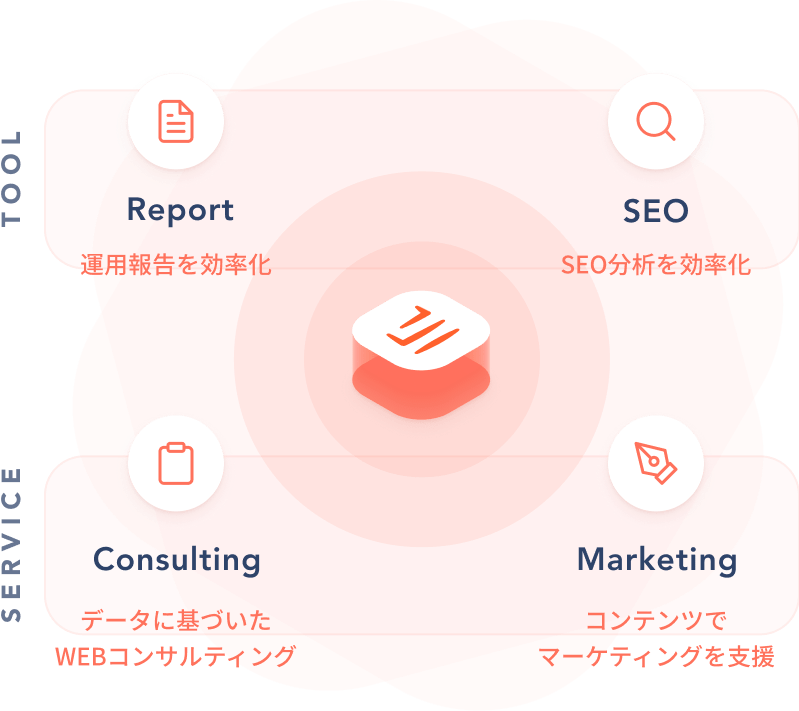 TOOL
Report
運用報告を効率化
SEO
SEO分析を効率化
SERVICE
Consulting
データに基づいた
WEBコンサルティング
Marketing
コンテンツで
マーケティングを支援